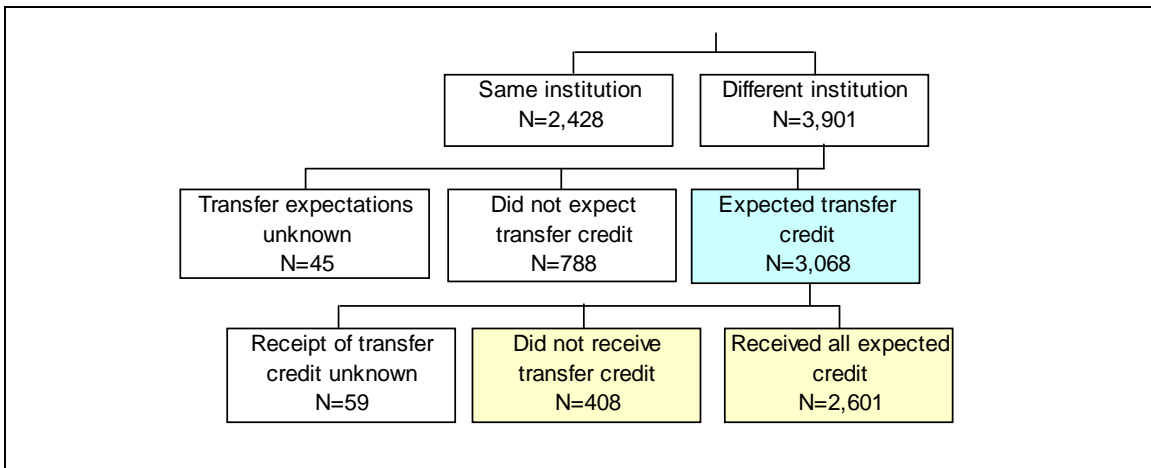 Same institution
N=2,428
Different institution
N=3,901
Transfer expectations
unknown
N=45
Did not expect
transfer credit
N=788
Expected transfer
credit
N=3,068
Receipt of transfer
credit unknown
N=59
Did not receive
transfer credit
N=408
Received all expected
credit
N=2,601